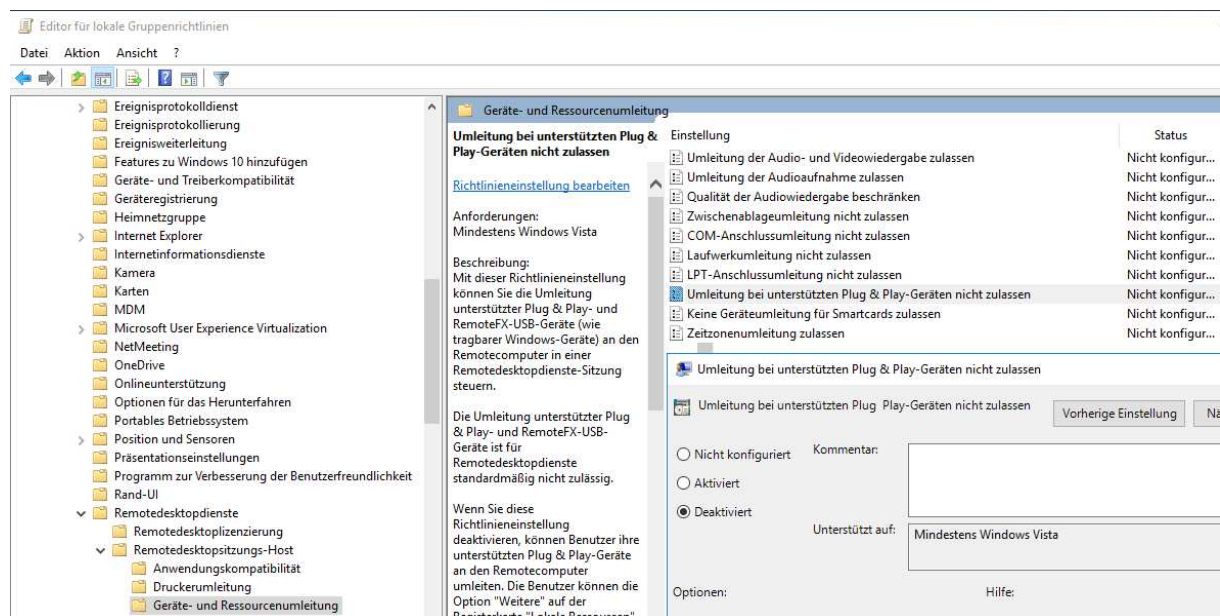 Editor für lokale Gruppenrichtlinien
Datei Aktion Ansicht ?
Ereignisprotokolldienst
Ereignisprotokollierung
Ereignisweiterleitung
Features zu Windows 10 hinzufügen
Geräte- und Treiberkompatibilität
Geräteregistrierung
Heimnetzgruppe
Internet Explorer
Internetinformationsdienste
Kamera
Karten
MDM
Microsoft User Experience Virtualization
NetMeeting
OneDrive
Onlineunterstützung
Optionen für das Herunterfahren
Portables Betriebssystem
Position und Sensoren
Präsentationseinstellungen
Programm zur Verbesserung der Benutzerfreundlichkeit
Rand-UI
Remotedesktopdienste
Remotedesktoplizenzierung
Remotedesktopsitzungs-Host
Anwendungskompatibilität
Druckerumleitung
Geräte- und Ressourcenumleitung
Geräte- und Ressourcenumleitung
Umleitung bei unterstützten Plug &
Play-Geräten nicht zulassen
Richtlinieneinstellung bearbeiten
Anforderungen:
Mindestens Windows Vista
Beschreibung:
Mit dieser Richtlinieneinstellung
können Sie die Umleitung
unterstützter Plug & Play- und
RemoteFX-USB-Geräte (wie
tragbarer Windows-Geräte) an den
Remotecomputer in einer
Remotedesktopdienste-Sitzung
steuern.
Die Umleitung unterstützter Plug
& Play- und RemoteFX-USB-
Geräte ist für
Remotedesktopdienste
standardmäßig nicht zulässig.
Wenn Sie diese
Richtlinieneinstellung
deaktivieren, können Benutzer ihre
unterstützten Plug & Play-Geräte
an den Remotecomputer
umleiten. Die Benutzer können die
Option "Weitere" auf der
Registerkarte "Lokale Ressourcen"
Einstellung Status
Umleitung der Audio- und Videowiedergabe zulassen Nicht konfigur...
Umleitung der Audioaufnahme zulassen Nicht konfigur...
Qualität der Audiowiedergabe beschränken Nicht konfigur...
Zwischenablageumleitung nicht zulassen Nicht konfigur...
COM-Anschlussumleitung nicht zulassen Nicht konfigur...
Laufwerkumleitung nicht zulassen Nicht konfigur...
LPT-Anschlussumleitung nicht zulassen Nicht konfigur...
Umleitung bei unterstützten Plug & Play-Geräten nicht zulassen Nicht konfigur...
Keine Geräteumleitung für Smartcards zulassen Nicht konfigur...
Zeitzonenumleitung zulassen Nicht konfigur...
Umleitung bei unterstützten Plug & Play-Geräten nicht zulassen
Umleitung bei unterstützten Plug Play-Geräten nicht zulassen
Vorherige Einstellung
Nicht konfiguriert
Aktiviert
Deaktiviert
Kommentar:
Unterstützt auf:
Mindestens Windows Vista
Optionen:
Hilfe: